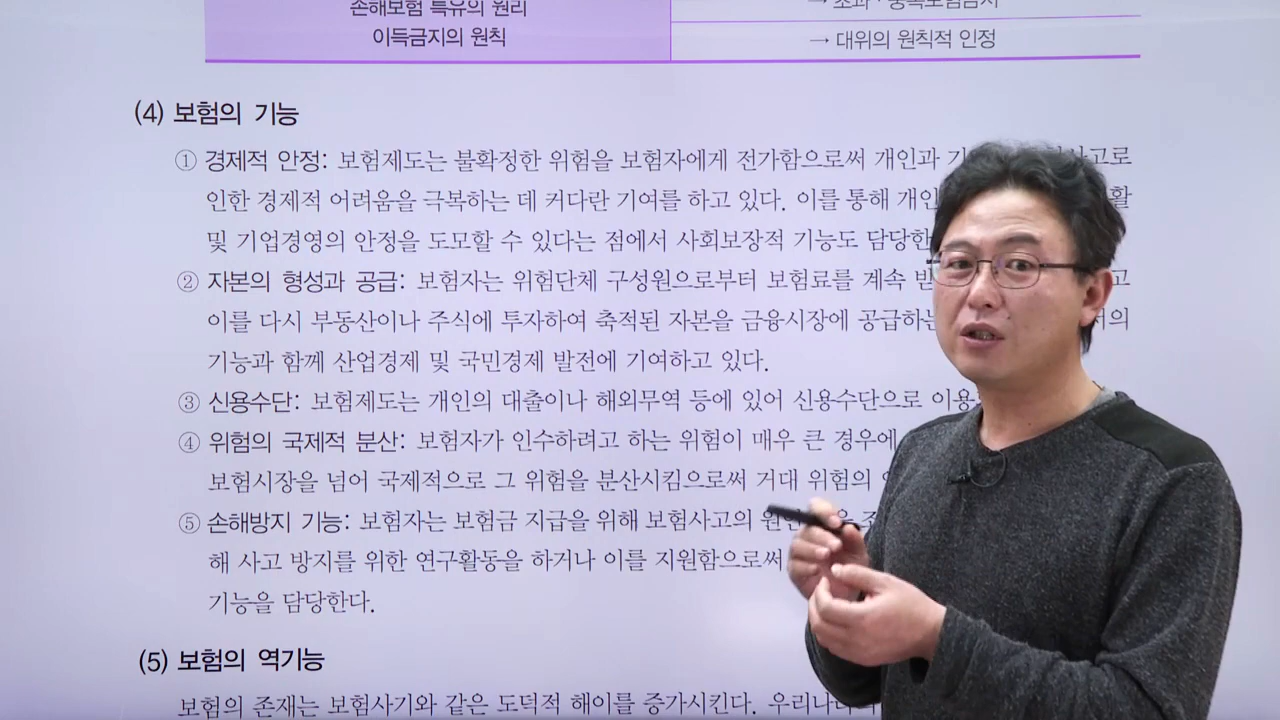 손해보험 특유의 원리
이득금지의 원칙
→ 초과·중복보험금지
→ 대위의 원칙적 인정
(4) 보험의 기능
① 경제적 안정: 보험제도는 불확정한 위험을 보험자에게 전가함으로써 개인과
인한 경제적 어려움을 극복하는 데 커다란 기여를 하고 있다. 이를 통해 개인
및 기업경영의 안정을 도모할 수 있다는 점에서 사회보장적 기능도 담당한
② 자본의 형성과 공급: 보험자는 위험단체 구성원으로부터 보험료를 계속 고
이를 다시 부동산이나 주식에 투자하여 축적된 자본을 금융시장에 공급하는
기능과 함께 산업경제 및 국민경제 발전에 기여하고 있다.
③ 신용수단: 보험제도는 개인의 대출이나 해외무역 등에 있어 신용수단으로 이용
④ 위험의 국제적 분산: 보험자가 인수하려고 하는 위험이 매우 큰 경우에
보험시장을 넘어 국제적으로 그 위험을 분산시킴으로써 거대 위험의
⑤ 손해방지 기능: 보험자는 보험금 지급을 위해 보험사고의
해 사고 방지를 위한 연구활동을 하거나 이를 지원함으로써
기능을 담당한다.
(5) 보험의 역기능
보험의 존재는 보험사기와 같은 도덕적 해이를 증가시킨다.